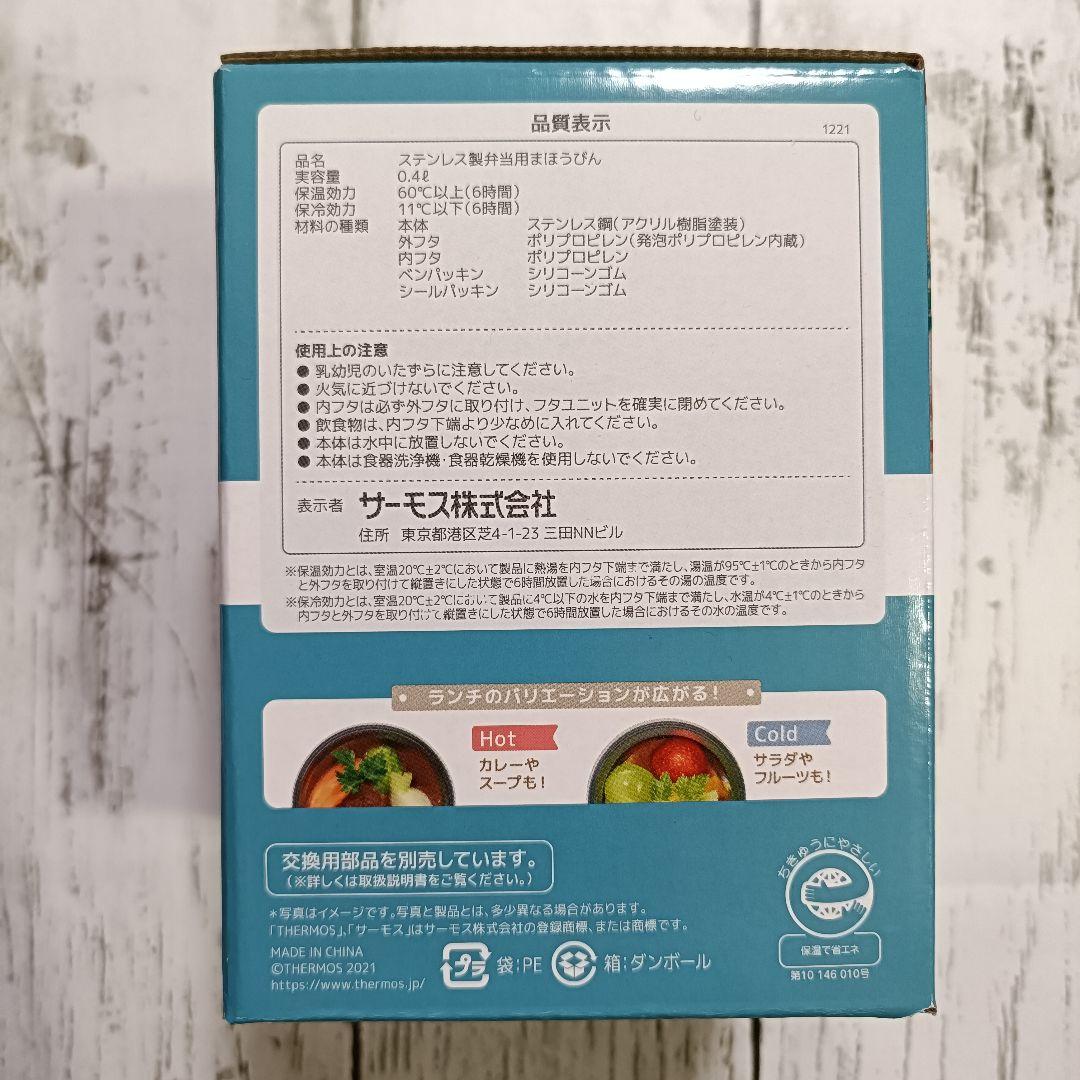 品質表示
1221
品名 ステンレス製弁当用まほうびん
実容量 0.4ℓ
保温効力 60℃以上(6時間)
保冷効力 11℃以下(6時間)
材料の種類 本体 ステンレス鋼(アクリル樹脂塗装)
外フタ ポリプロピレン(発泡ポリプロピレン内蔵)
内フタ ポリプロピレン
ベンパッキン シリコーンゴム
シールパッキン シリコーンゴム
使用上の注意
● 乳幼児のいたずらに注意してください。
● 火気に近づけないでください。
● 内フタは必ず外フタに取り付け、フタユニットを確実に閉めてください。
● 飲食物は、内フタ下端より少なめに入れてください。
● 本体は水中に放置しないでください。
● 本体は食器洗浄機・食器乾燥機を使用しないでください。
表示者 サーモス株式会社
住所 東京都港区芝4-1-23 三田NNビル
※保温効力とは、室温20℃±2℃において製品に熱湯を内フタ下端まで満たし、湯温が95℃±1℃のときから内フタ
と外フタを取り付けて縦置きにした状態で6時間放置した場合におけるその湯の温度です。
※保冷効力とは、室温20℃±2℃において製品に4℃以下の水を内フタ下端まで満たし、水温が4℃±1℃のときから
内フタと外フタを取り付けて縦置きにした状態で6時間放置した場合におけるその水の温度です。
ランチのバリエーションが広がる!
Hot
カレーや
スープも!
Cold
サラダや
フルーツも!
交換用部品を別売しています。
(※詳しくは取扱説明書をご覧ください。)
*写真はイメージです。写真と製品とは、多少異なる場合があります。
「THERMOS」、「サーモス」はサーモス株式会社の登録商標、または商標です。
MADE IN CHINA
©THERMOS 2021
https://www.thermos.jp/
プラ 袋:PE 箱:ダンボール
ちきゅうにやさしい
保温で省エネ
第10 146 010号